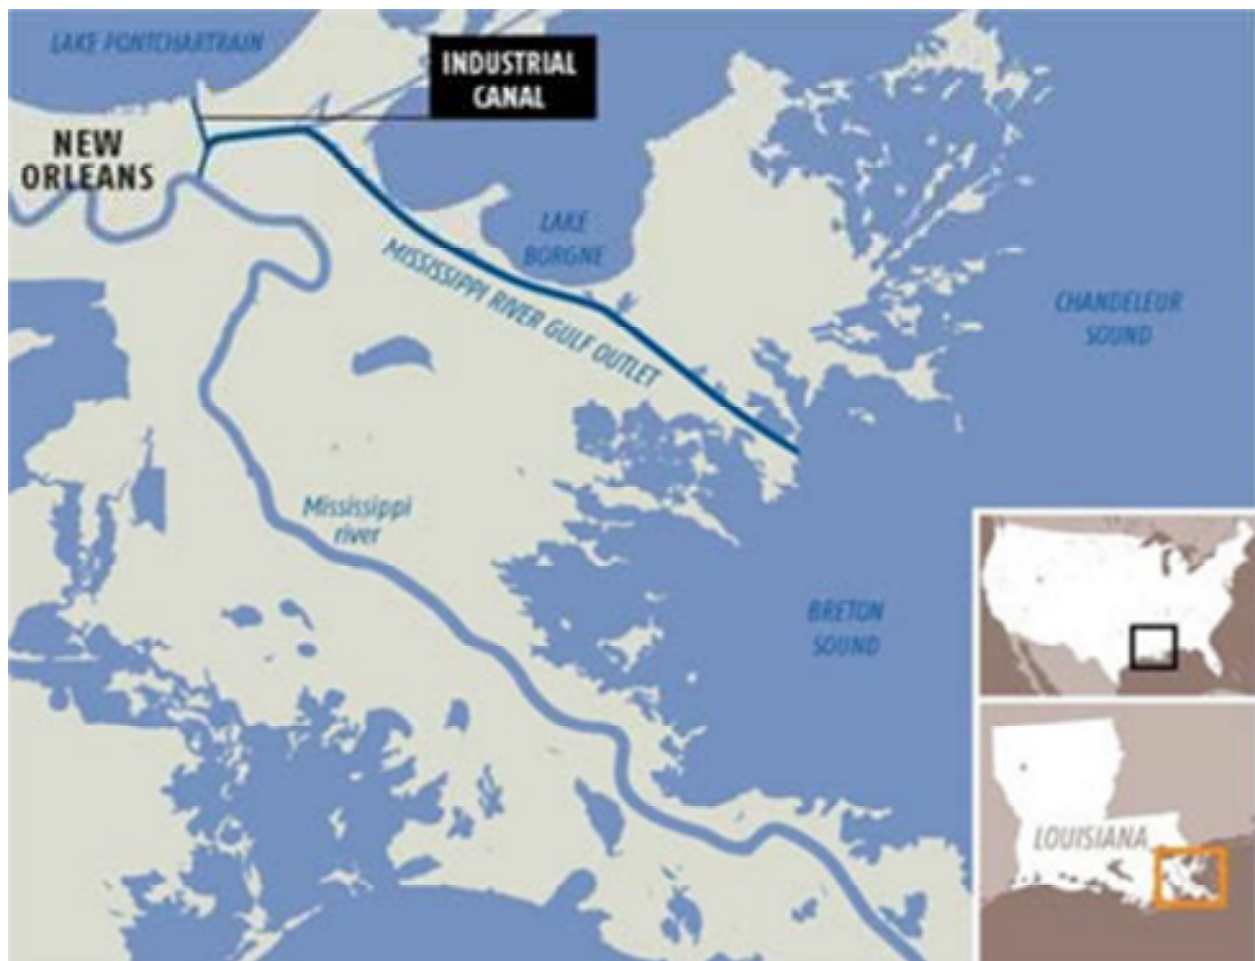 LAKE PONTCHARTRAIN
INDUSTRIAL
CANAL
NEW
ORLEANS
LAKE
BORGNE
MISSISSIPPI RIVER GULF OUTLET
CHANDELEUR
SOUND
Mississippi
river
BRETON
SOUND
LOUISIANA